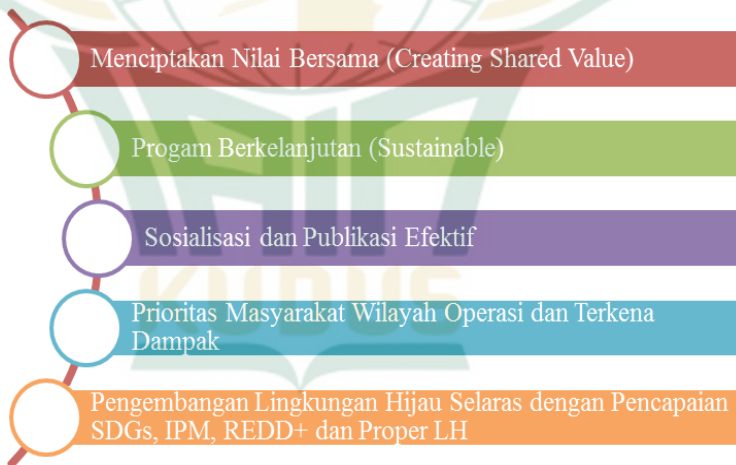 Menciptakan Nilai Bersama (Creating Shared Value)
Progam Berkelanjutan (Sustainable)
Sosialisasi dan Publikasi Efektif
Prioritas Masyarakat Wilayah Operasi dan Terkena
Dampak
KUDUS
Pengembangan Lingkungan Hijau Selaras dengan Pencapaian
SDGs, IPM, REDD+ dan Proper LH